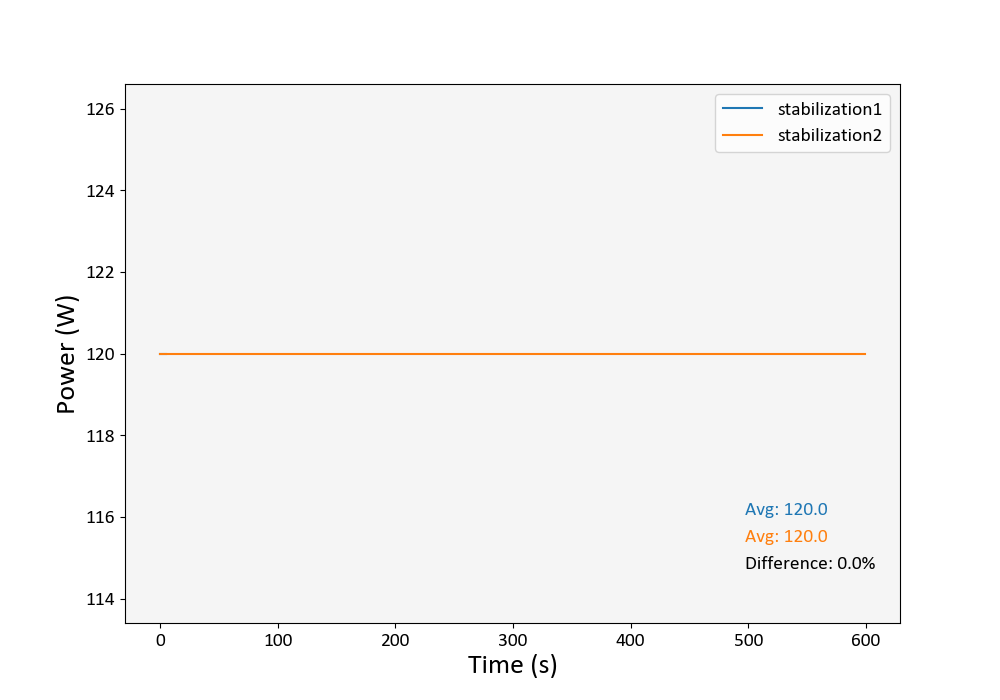 126
124
122
120
118
116
114
Power (W)
stabilization1
stabilization2
Avg: 120.0
Avg: 120.0
Difference: 0.0%
0 100 200 300 400 500 600
Time (s)